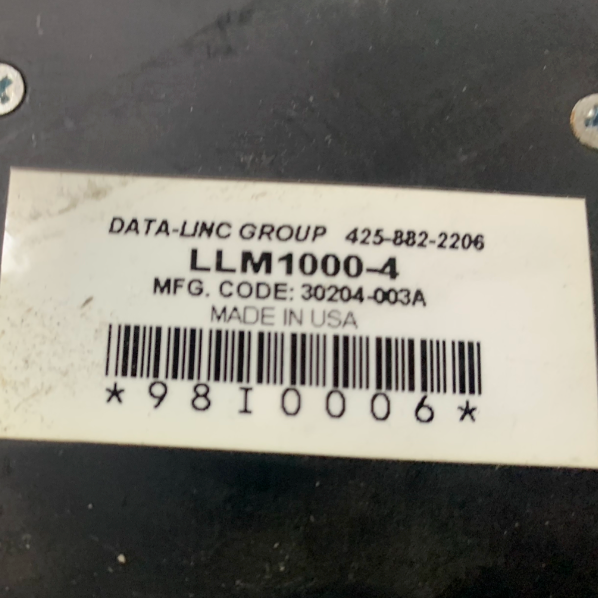 DATA-LINC GROUP 425-882-2206
LLM1000-4
MFG. CODE: 30204-003A
MADE IN USA
*98I0006*